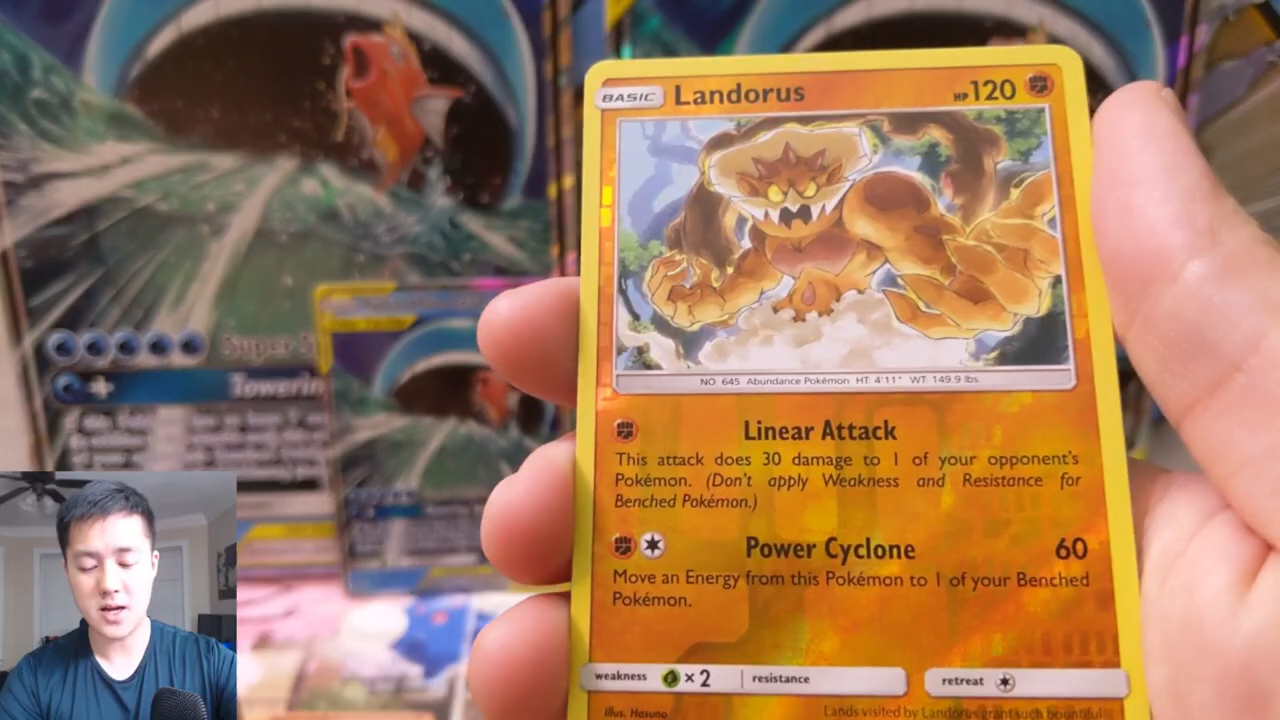 BASIC Landorus HP 120
NO 645 Abundance Pokémon HT: 4'11" WT: 149.9 lbs.
Linear Attack
This attack does 30 damage to 1 of your opponent's
Pokémon. (Don't apply Weakness and Resistance for
Benched Pokémon.)
Power Cyclone 60
Move an Energy from this Pokémon to 1 of your Benched
Pokémon.
weakness ×2 resistance retreat
Illus. Hasuno
Lands visited by Landorus grant such bountiful
Super
Towerin